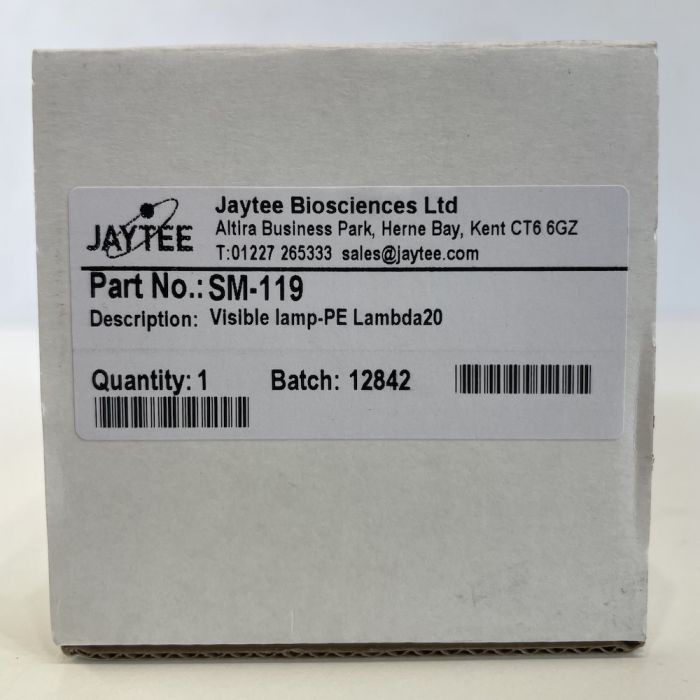 JAYTEE
Jaytee Biosciences Ltd
Altira Business Park, Herne Bay, Kent CT6 6GZ
T:01227 265333 sales@jaytee.com
Part No.: SM-119
Description: Visible lamp-PE Lambda20
Quantity: 1 Batch: 12842